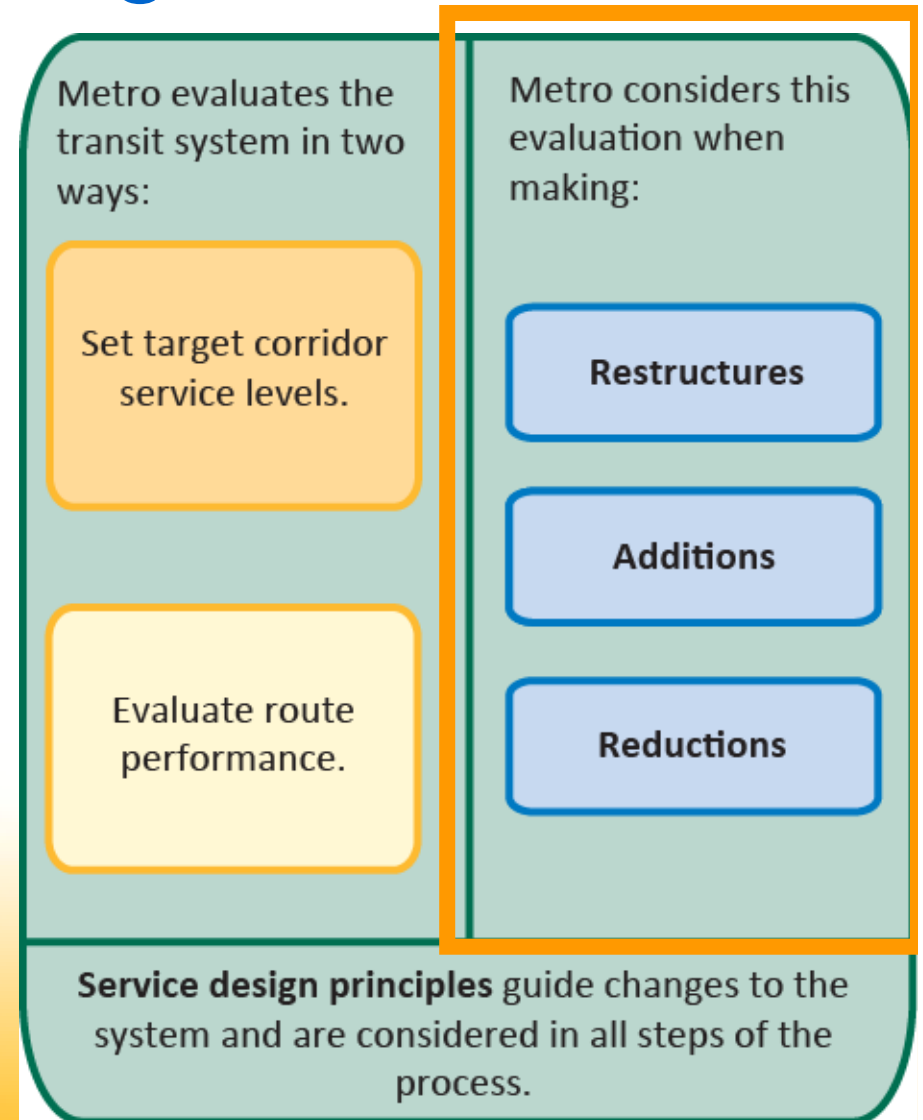 Metro evaluates the
transit system in two
ways:
Set target corridor
service levels.
Evaluate route
performance.
Metro considers this
evaluation when
making:
Restructures
Additions
Reductions
Service design principles guide changes to the
system and are considered in all steps of the
process.